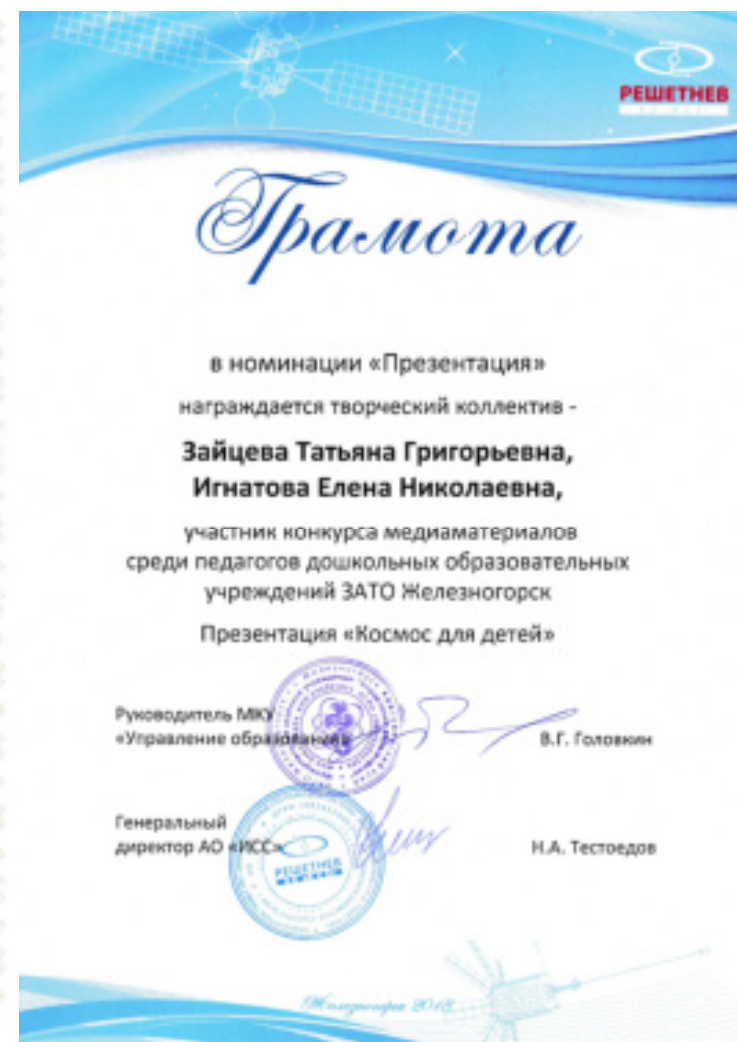 РЕШЕТНЕВ
Грамота
в номинации «Презентация»
награждается творческий коллектив -
Зайцева Татьяна Григорьевна,
Игнатова Елена Николаевна,
участник конкурса медиаматериалов
среди педагогов дошкольных образовательных
учреждений ЗАТО Железногорск
Презентация «Космос для детей»
Руководитель МКУ
«Управление образования»
В.Г. Головкин
Генеральный
директор АО «ИСС»
Н.А. Тестоедов
РЕШЕТНЕВ
Железногорск 2018